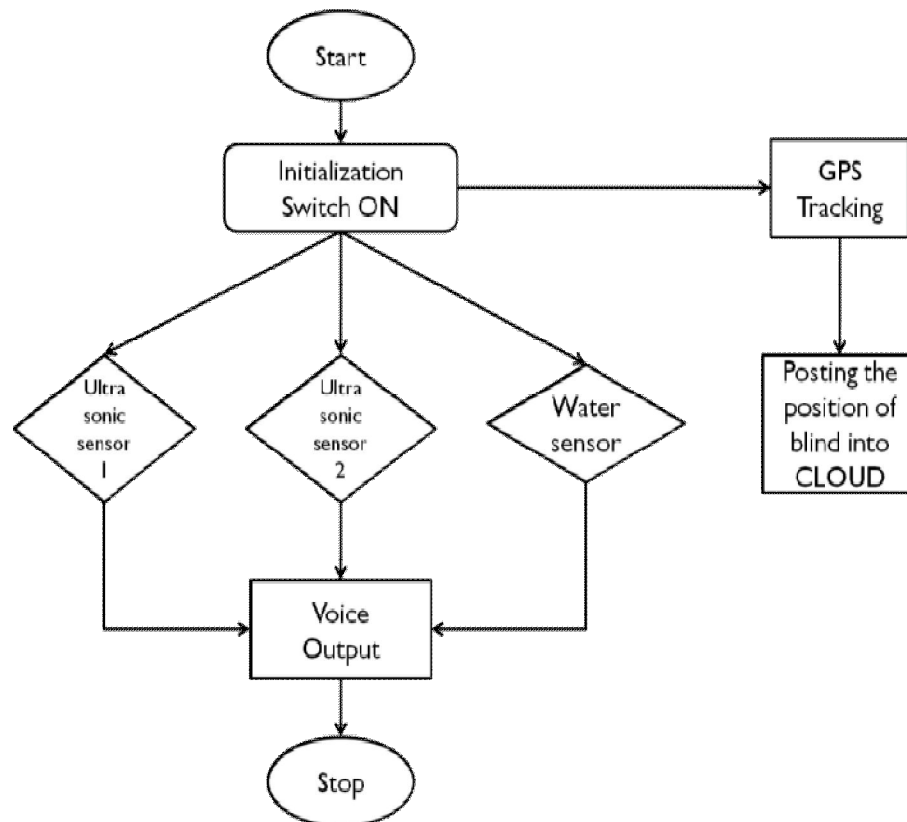 Start
Initialization
Switch ON
GPS
Tracking
Ultra
sonic
sensor
1
Ultra
sonic
sensor
2
Water
sensor
Posting the
position of
blind into
CLOUD
Voice
Output
Stop